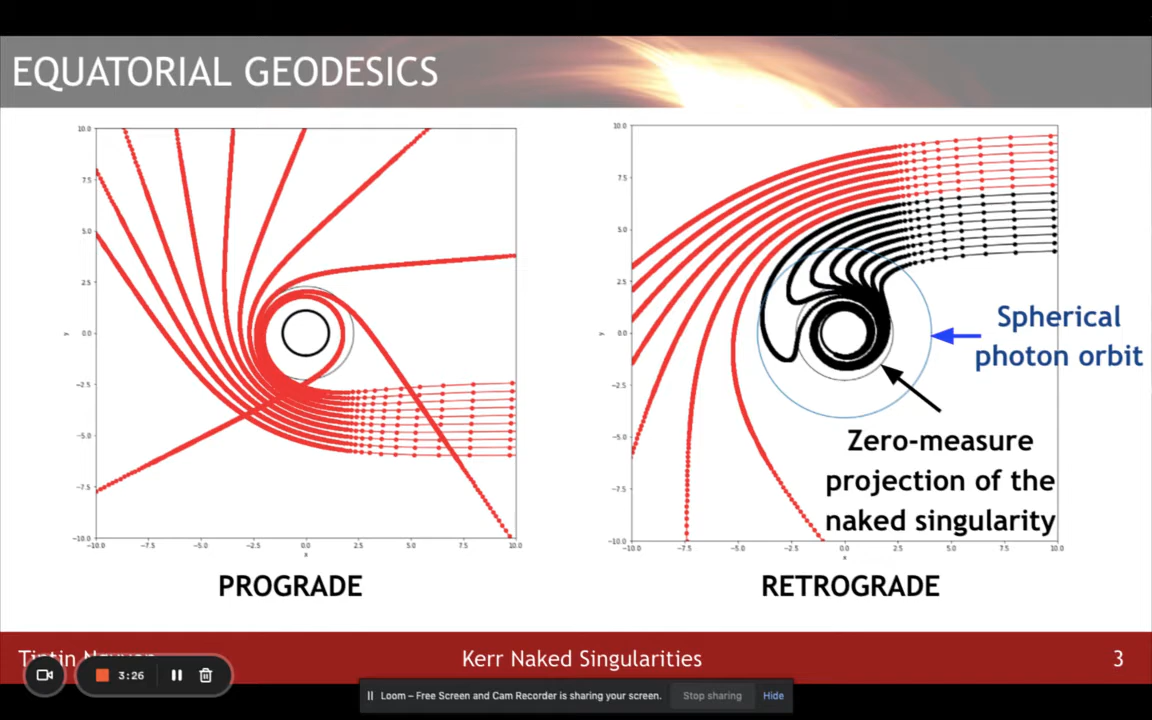 EQUATORIAL GEODESICS
10.0
7.5
5.0
2.5
0.0
−2.5
−5.0
−7.5
−10.0
y
−10.0 −7.5 −5.0 −2.5 0.0 2.5 5.0 7.5 10.0
x
10.0
7.5
5.0
2.5
0.0
−2.5
−5.0
−7.5
−10.0
y
−10.0 −7.5 −5.0 −2.5 0.0 2.5 5.0 7.5 10.0
x
Spherical
photon orbit
Zero-measure
projection of the
naked singularity
PROGRADE
RETROGRADE
Kerr Naked Singularities
3
3:26
Loom – Free Screen and Cam Recorder is sharing your screen.
Stop sharing
Hide